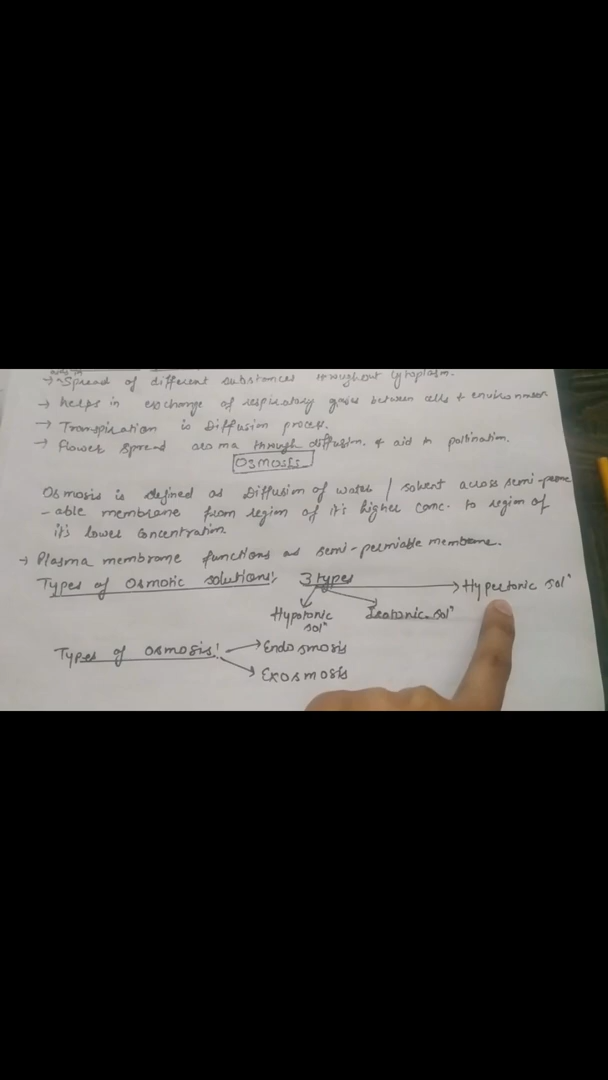 → Spread of different substances throughout cytoplasm.
→ helps in exchange of respiratory gases between cells + environment
→ Transpiration is Diffusion process.
→ flower spread aroma through diffusion. & aid in pollination.
Osmosis
Osmosis is defined as Diffusion of water / solvent across semi-perme
-able membrane from region of it's higher conc. to region of
it's lower concentration.
→ Plasma membrane functions as semi-permiable membrane.
Types of osmotic solutions: 3 types → Hypertonic solⁿ
Hypotonic solⁿ Isotonic solⁿ
Types of osmosis! → Endosmosis
→ Exosmosis